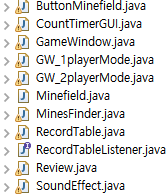 ButtonMinefield.java
CountTimerGUI.java
GameWindow.java
GW_1playerMode.java
GW_2playerMode.java
Minefield.java
MinesFinder.java
RecordTable.java
RecordTableListener.java
Review.java
SoundEffect.java